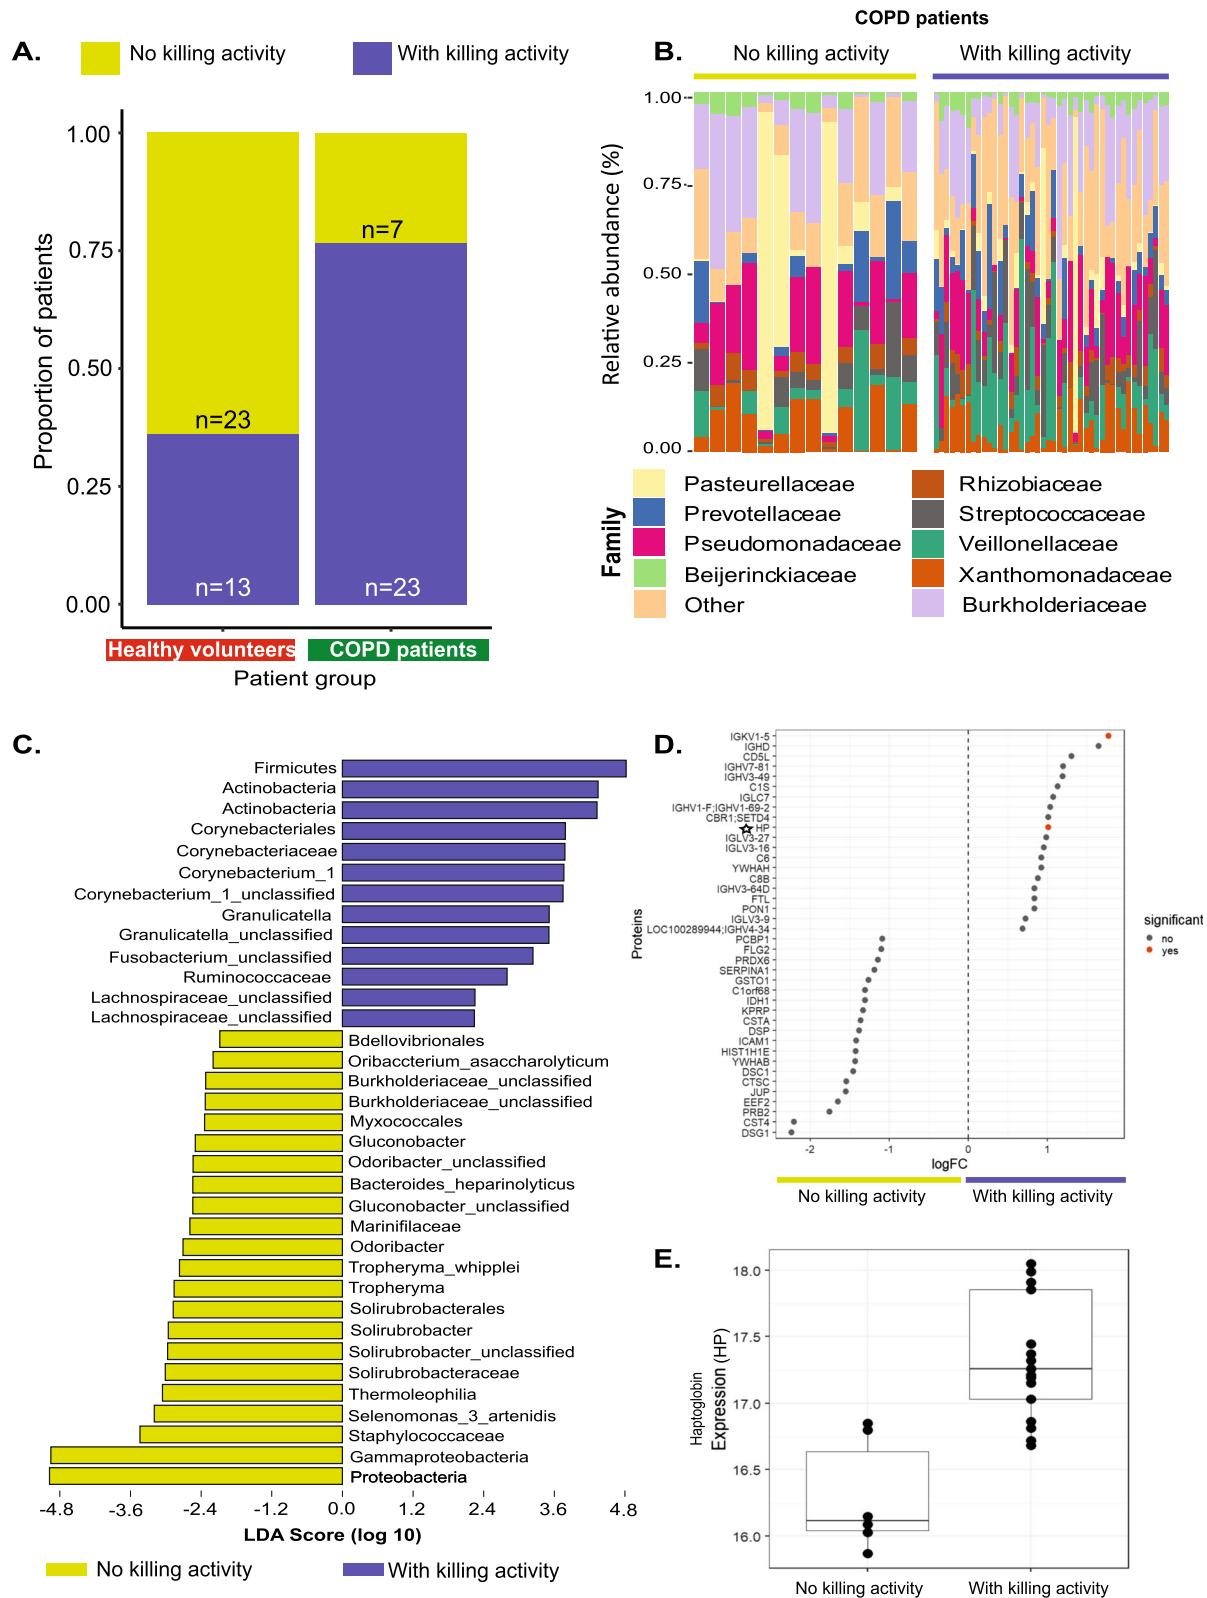 COPD patients
A.
No killing activity
With killing activity
B.
No killing activity
With killing activity
Proportion of patients
1.00
0.75
0.50
0.25
0.00
n=23
n=13
n=7
n=23
Healthy volunteers
COPD patients
Patient group
Relative abundance (%)
1.00
0.75
0.50
0.25
0.00
Family
Pasteurellaceae
Prevotellaceae
Pseudomonadaceae
Beijerinckiaceae
Other
Rhizobiaceae
Streptococcaceae
Veillonellaceae
Xanthomonadaceae
Burkholderiaceae
C.
Firmicutes
Actinobacteria
Actinobacteria
Corynebacteriales
Corynebacteriaceae
Corynebacterium_1
Corynebacterium_1_unclassified
Granulicatella
Granulicatella_unclassified
Fusobacterium_unclassified
Ruminococcaceae
Lachnospiraceae_unclassified
Lachnospiraceae_unclassified
Bdellovibrionales
Oribaccterium_asaccharolyticum
Burkholderiaceae_unclassified
Burkholderiaceae_unclassified
Myxococcales
Gluconobacter
Odoribacter_unclassified
Bacteroides_heparinolyticus
Gluconobacter_unclassified
Marinifilaceae
Odoribacter
Tropheryma_whipplei
Tropheryma
Solirubrobacterales
Solirubrobacter
Solirubrobacter_unclassified
Solirubrobacteraceae
Thermoleophilia
Selenomonas_3_artenidis
Staphylococcaceae
Gammaproteobacteria
Proteobacteria
-4.8 -3.6 -2.4 -1.2 0.0 1.2 2.4 3.6 4.8
LDA Score (log 10)
No killing activity
With killing activity
D.
Proteins
IGKV1-5
IGHD
CD5L
IGHV7-81
IGHV3-49
C1S
IGLC7
IGHV1-F;IGHV1-69-2
CBR1;SETD4
HP
IGLV3-27
IGLV3-16
C6
YWHAH
C8B
IGHV3-64D
FTL
PON1
IGLV3-9
LOC100289944;IGHV4-34
PCBP1
FLG2
PRDX6
SERPINA1
GSTO1
C1orf68
IDH1
KPRP
CSTA
DSP
ICAM1
HIST1H1E
YWHAB
DSC1
CTSC
JUP
EEF2
PRB2
CST4
DSG1
-2 -1 0 1
logFC
No killing activity
With killing activity
significant
no
yes
E.
Haptoglobin
Expression (HP)
18.0
17.5
17.0
16.5
16.0
No killing activity
With killing activity